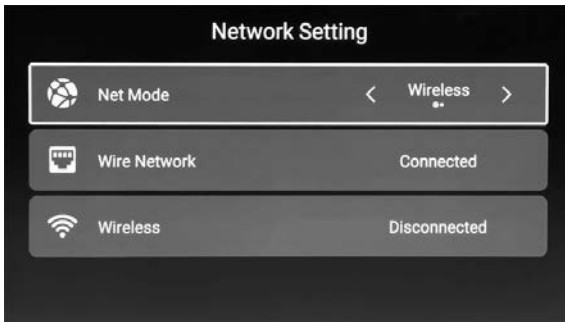 Network Setting
Net Mode Wireless
Wire Network Connected
Wireless Disconnected